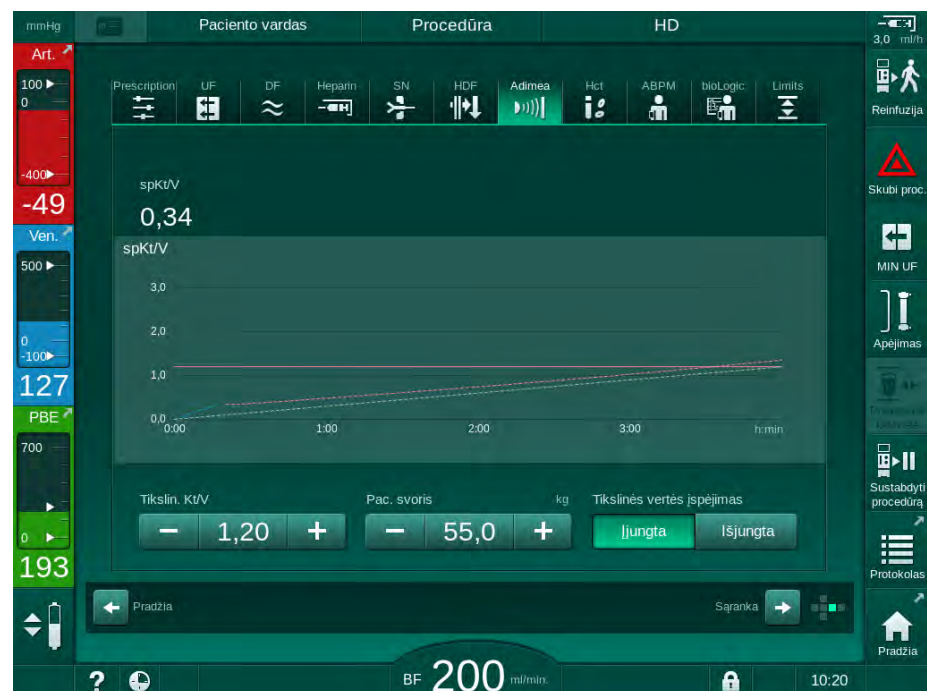 mmHg
Paciento vardas
Procedūra
HD
3,0 ml/h
Art.
100
0
-400
-49
Ven.
500
0
-100
127
PBE
700
0
193
Prescription
UF
DF
Heparin
SN
HDF
Adimea
Hct
ABPM
bioLogic
Limits
spKt/V
0,34
spKt/V
3,0
2,0
1,0
0,0
0:00 1:00 2:00 3:00 h:min
Tikslin. Kt/V
− 1,20 +
Pac. svoris kg
− 55,0 +
Tikslinės vertės įspėjimas
Įjungta Išjungta
Pradžia
Sąranka
Reinfuzija
Skubi proc.
MIN UF
Apėjimas
Sustabdyti
procedūrą
Protokolas
Pradžia
?
BF 200 ml/min.
10:20